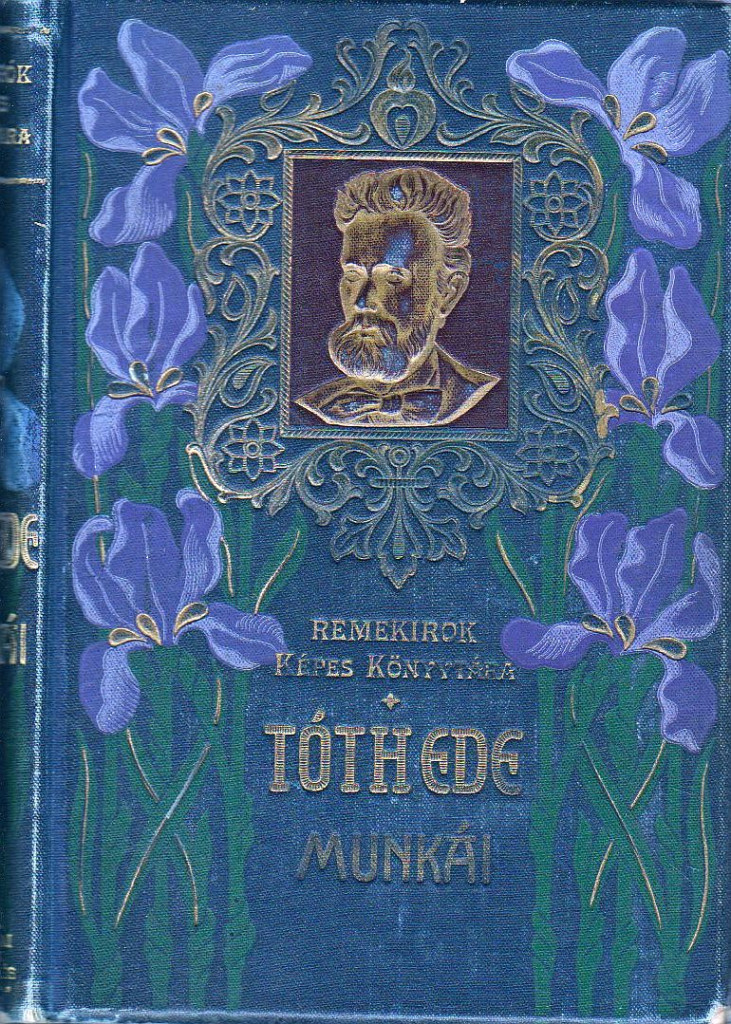 REMEKIROK
KÉPES KÖNYVTÁRA
TÓTH EDE
MUNKÁI